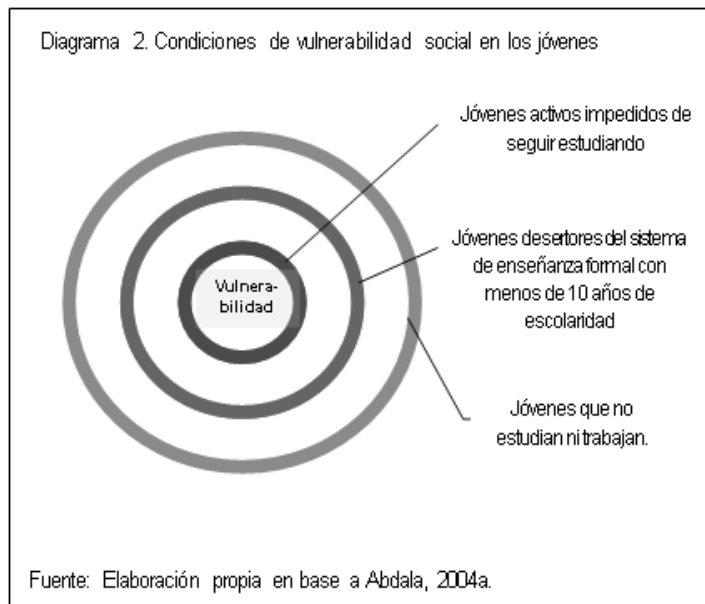 Diagrama 2. Condiciones de vulnerabilidad social en los jóvenes
Jóvenes activos impedidos de
seguir estudiando
Vulnera-
bilidad
Jóvenes desertores del sistema
de enseñanza formal con
menos de 10 años de
escolaridad
Jóvenes que no
estudian ni trabajan.
Fuente: Elaboración propia en base a Abdala, 2004a.